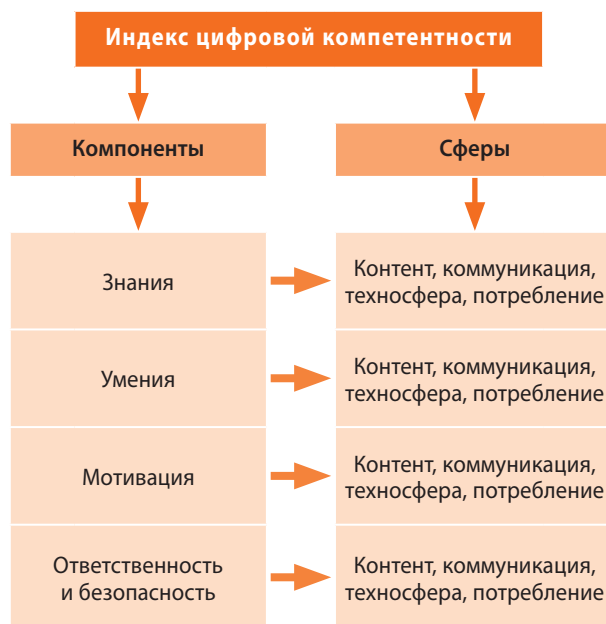 Индекс цифровой компетентности
Компоненты
Сферы
Знания
Контент, коммуникация,
техносфера, потребление
Умения
Контент, коммуникация,
техносфера, потребление
Мотивация
Контент, коммуникация,
техносфера, потребление
Ответственность
и безопасность
Контент, коммуникация,
техносфера, потребление